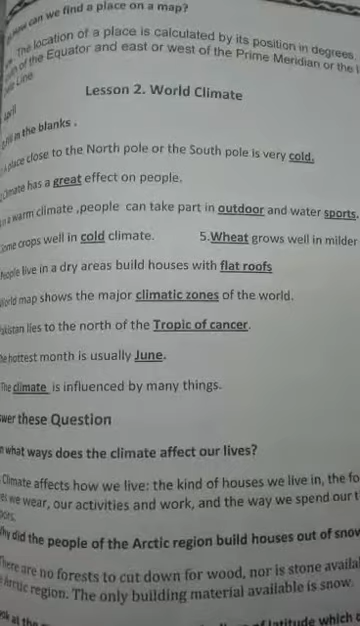 can we find a place on a map?
The location of a place is calculated by its position in degrees
of the Equator and east or west of the Prime Meridian or the
Line
Lesson 2. World Climate
in the blanks .
place close to the North pole or the South pole is very cold.
has a great effect on people.
warm climate ,people can take part in outdoor and water sports.
crops well in cold climate. 5.Wheat grows well in milder
People live in a dry areas build houses with flat roofs
World map shows the major climatic zones of the world.
lies to the north of the Tropic of cancer.
hottest month is usually June.
The climate is influenced by many things.
these Question
what ways does the climate affect our lives?
Climate affects how we live: the kind of houses we live in, the
we wear, our activities and work, and the way we spend our
did the people of the Arctic region build houses out of
There are no forests to cut down for wood, nor is stone
Arctic region. The only building material available is snow.
latitude which